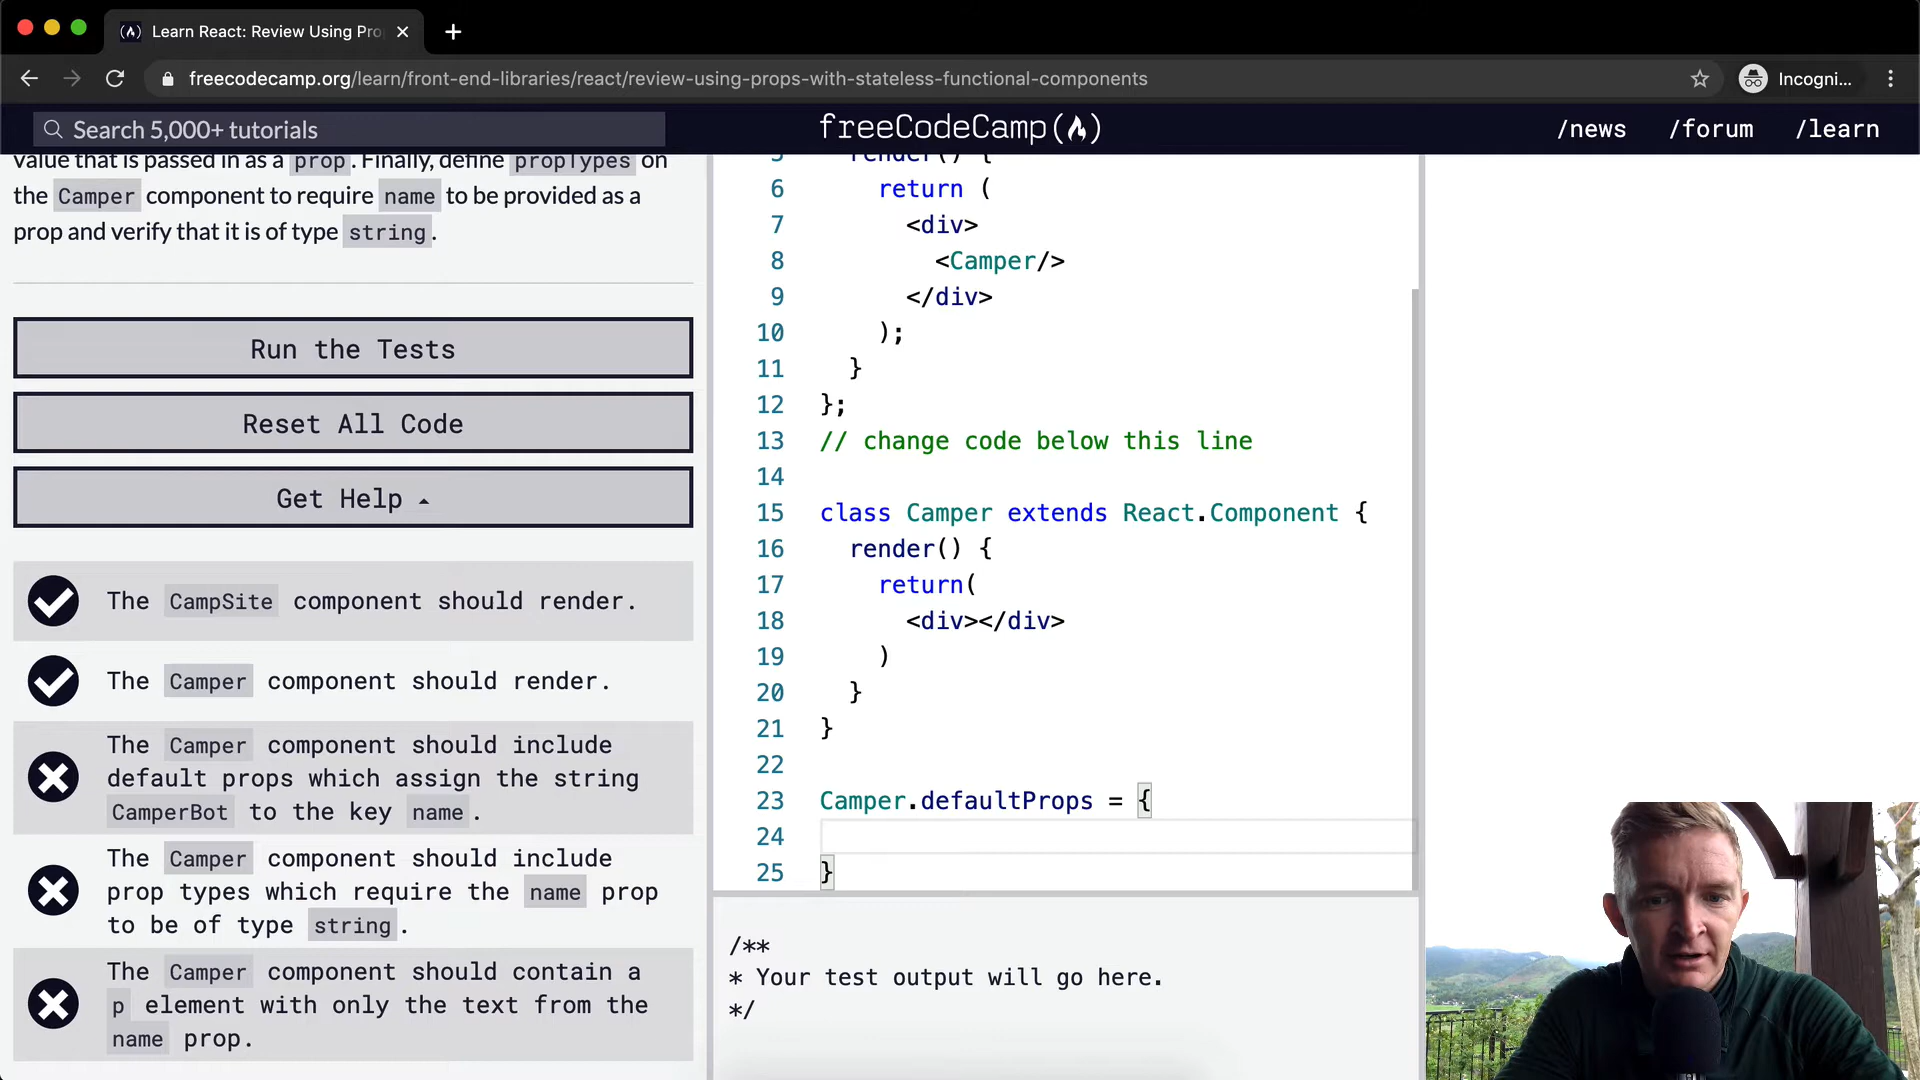 Learn React: Review Using Pro
freecodecamp.org/learn/front-end-libraries/react/review-using-props-with-stateless-functional-components
Incogni...
Search 5,000+ tutorials
freeCodeCamp(🔥)
/news /forum /learn
value that is passed in as a prop. Finally, define propTypes on
the Camper component to require name to be provided as a
prop and verify that it is of type string.
Run the Tests
Reset All Code
Get Help
The CampSite component should render.
The Camper component should render.
The Camper component should include
default props which assign the string
CamperBot to the key name.
The Camper component should include
prop types which require the name prop
to be of type string.
The Camper component should contain a
p element with only the text from the
name prop.
5 render() {
6 return (
7 <div>
8 <Camper/>
9 </div>
10 );
11 }
12 };
13 // change code below this line
14
15 class Camper extends React.Component {
16 render() {
17 return(
18 <div></div>
19 )
20 }
21 }
22
23 Camper.defaultProps = {
24
25 }
/**
* Your test output will go here.
*/